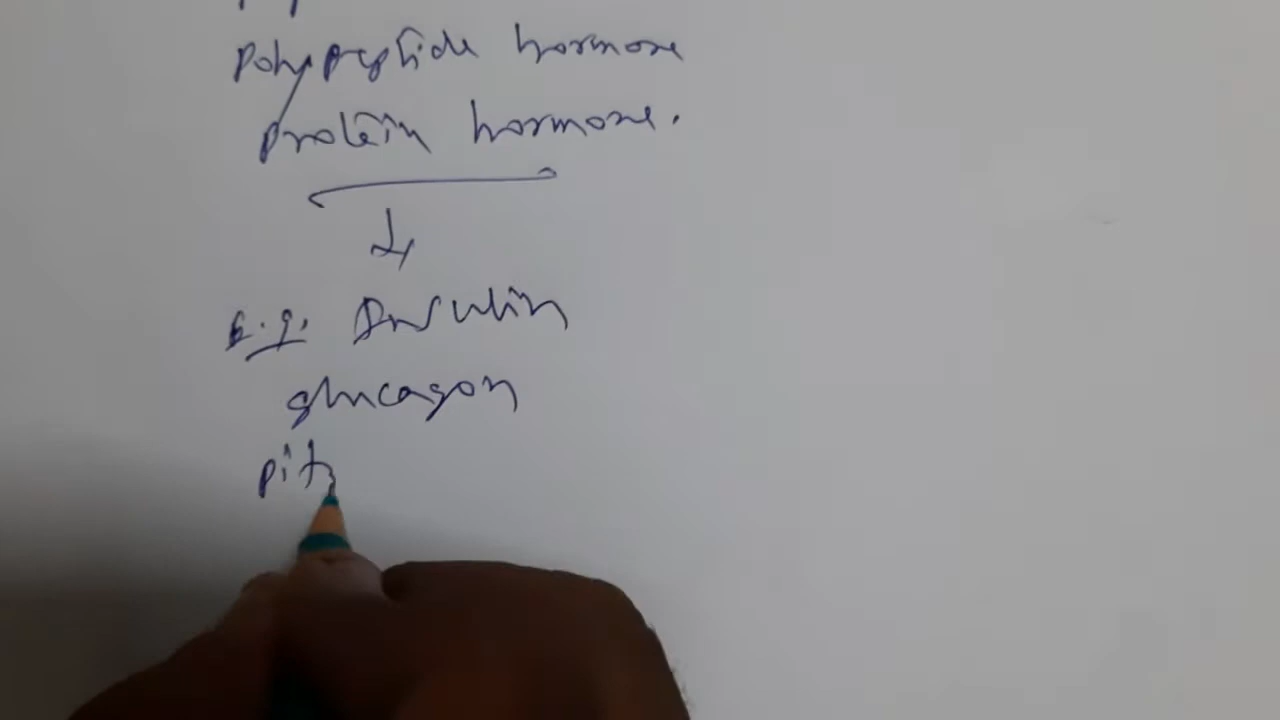 Polypeptide hormone
Protein hormone.
E.g. Insulin
glucagon
pit